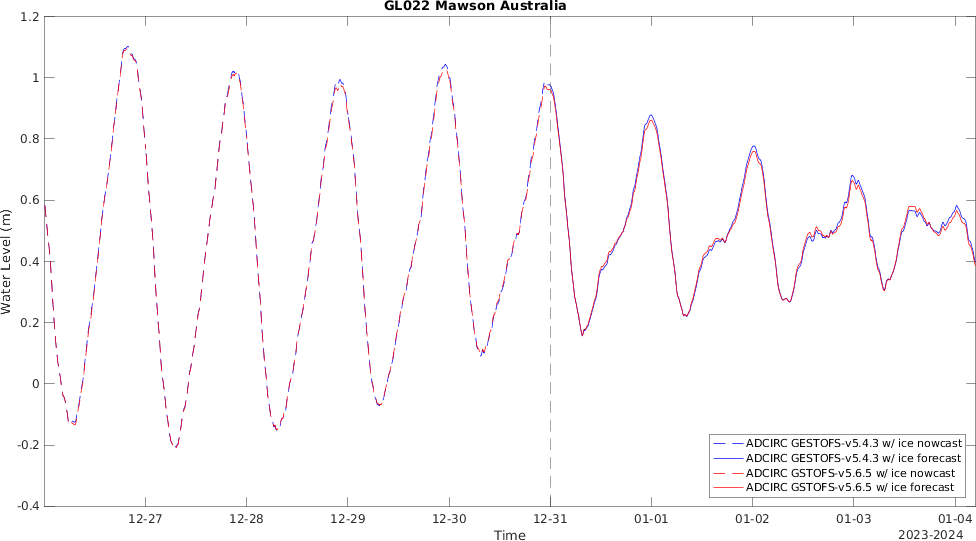 GL022 Mawson Australia
1.2
1
0.8
0.6
0.4
0.2
0
-0.2
-0.4
Water Level (m)
12-27
12-28
12-29
12-30
12-31
01-01
01-02
01-03
01-04
Time
2023-2024
ADCIRC GESTOFS-v5.4.3 w/ ice nowcast
ADCIRC GESTOFS-v5.4.3 w/ ice forecast
ADCIRC GSTOFS-v5.6.5 w/ ice nowcast
ADCIRC GSTOFS-v5.6.5 w/ ice forecast